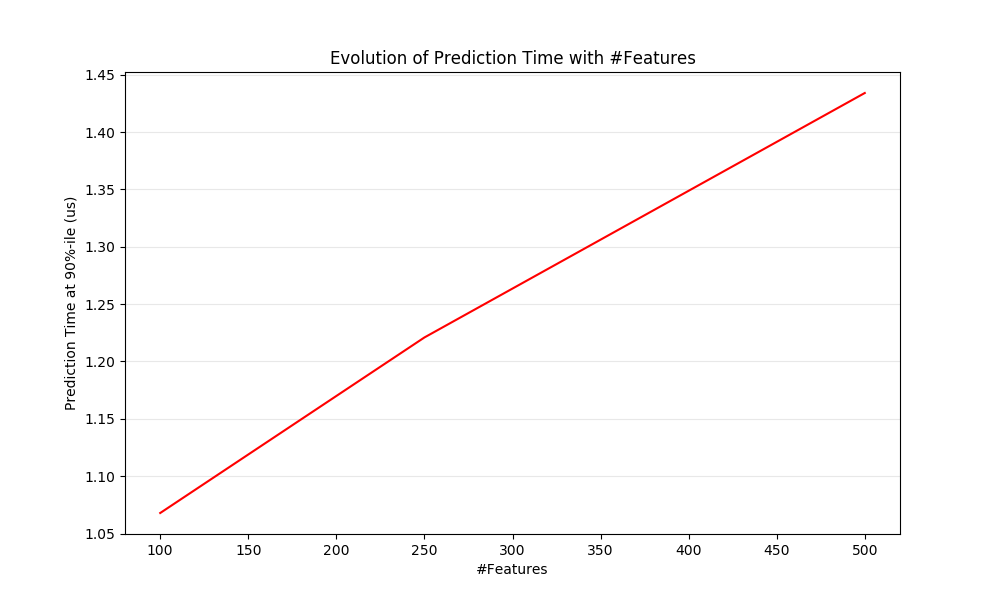 Evolution of Prediction Time with #Features
1.45
1.40
1.35
1.30
1.25
1.20
1.15
1.10
1.05
Prediction Time at 90%-ile (us)
100 150 200 250 300 350 400 450 500
#Features